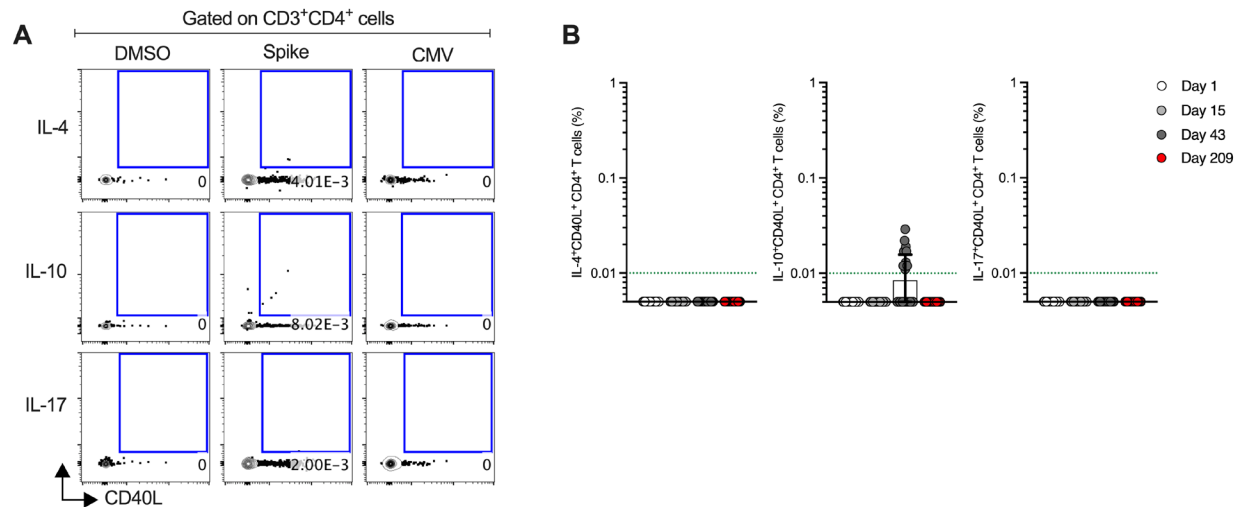 A
Gated on CD3+CD4+ cells
DMSO
Spike
CMV
IL-4
0
4.01E-3
0
IL-10
0
8.02E-3
0
IL-17
0
2.00E-3
0
CD40L
B
IL-4+CD40L+ CD4+ T cells (%)
1
0.1
0.01
IL-10+CD40L+ CD4+ T cells (%)
1
0.1
0.01
IL-17+CD40L+ CD4+ T cells (%)
1
0.1
0.01
Day 1
Day 15
Day 43
Day 209